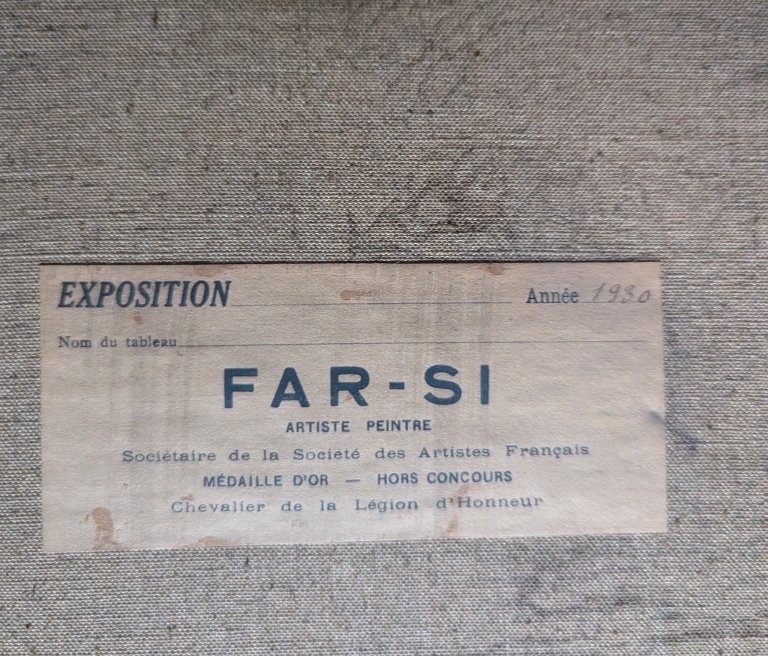 EXPOSITION Année 1930
Nom du tableau
FAR-SI
ARTISTE PEINTRE
Sociétaire de la Société des Artistes Français
MÉDAILLE D'OR — HORS CONCOURS
Chevalier de la Légion d'Honneur